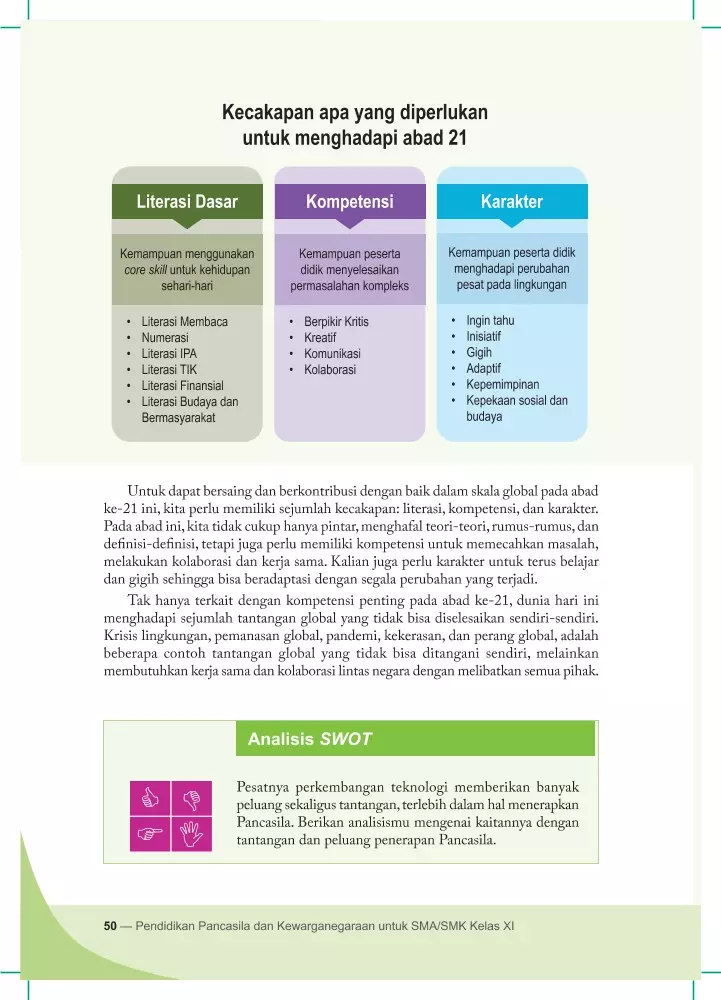 Kecakapan apa yang diperlukan
untuk menghadapi abad 21
Literasi Dasar
Kemampuan menggunakan
core skill untuk kehidupan
sehari-hari
• Literasi Membaca
• Numerasi
• Literasi IPA
• Literasi TIK
• Literasi Finansial
• Literasi Budaya dan
Bermasyarakat
Kompetensi
Kemampuan peserta
didik menyelesaikan
permasalahan kompleks
• Berpikir Kritis
• Kreatif
• Komunikasi
• Kolaborasi
Karakter
Kemampuan peserta didik
menghadapi perubahan
pesat pada lingkungan
• Ingin tahu
• Inisiatif
• Gigih
• Adaptif
• Kepemimpinan
• Kepekaan sosial dan
budaya
Untuk dapat bersaing dan berkontribusi dengan baik dalam skala global pada abad
ke-21 ini, kita perlu memiliki sejumlah kecakapan: literasi, kompetensi, dan karakter.
Pada abad ini, kita tidak cukup hanya pintar, menghafal teori-teori, rumus-rumus, dan
definisi-definisi, tetapi juga perlu memiliki kompetensi untuk memecahkan masalah,
melakukan kolaborasi dan kerja sama. Kalian juga perlu karakter untuk terus belajar
dan gigih sehingga bisa beradaptasi dengan segala perubahan yang terjadi.
Tak hanya terkait dengan kompetensi penting pada abad ke-21, dunia hari ini
menghadapi sejumlah tantangan global yang tidak bisa diselesaikan sendiri-sendiri.
Krisis lingkungan, pemanasan global, pandemi, kekerasan, dan perang global, adalah
beberapa contoh tantangan global yang tidak bisa ditangani sendiri, melainkan
membutuhkan kerja sama dan kolaborasi lintas negara dengan melibatkan semua pihak.
Analisis SWOT
Pesatnya perkembangan teknologi memberikan banyak
peluang sekaligus tantangan, terlebih dalam hal menerapkan
Pancasila. Berikan analisismu mengenai kaitannya dengan
tantangan dan peluang penerapan Pancasila.
50 — Pendidikan Pancasila dan Kewarganegaraan untuk SMA/SMK Kelas XI